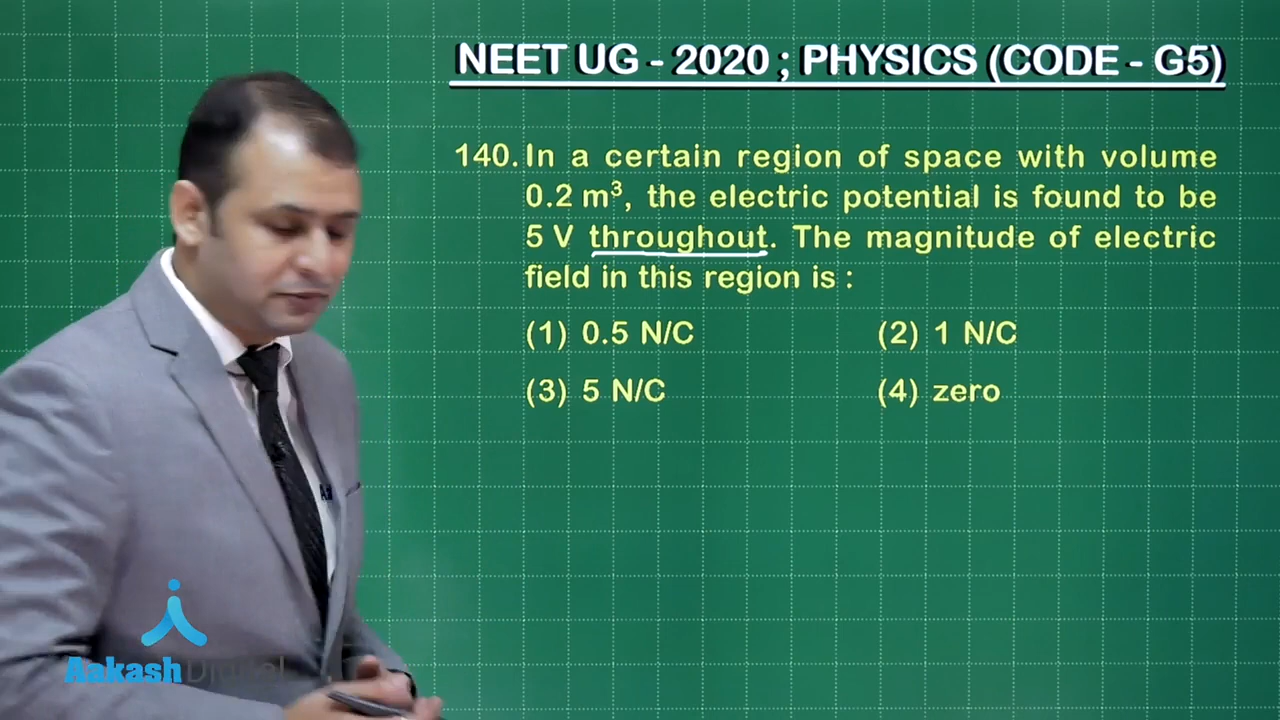 NEET UG - 2020 ; PHYSICS (CODE - G5)
140. In a certain region of space with volume
0.2 m³, the electric potential is found to be
5 V throughout. The magnitude of electric
field in this region is :
(1) 0.5 N/C (2) 1 N/C
(3) 5 N/C (4) zero
Aakash Digital